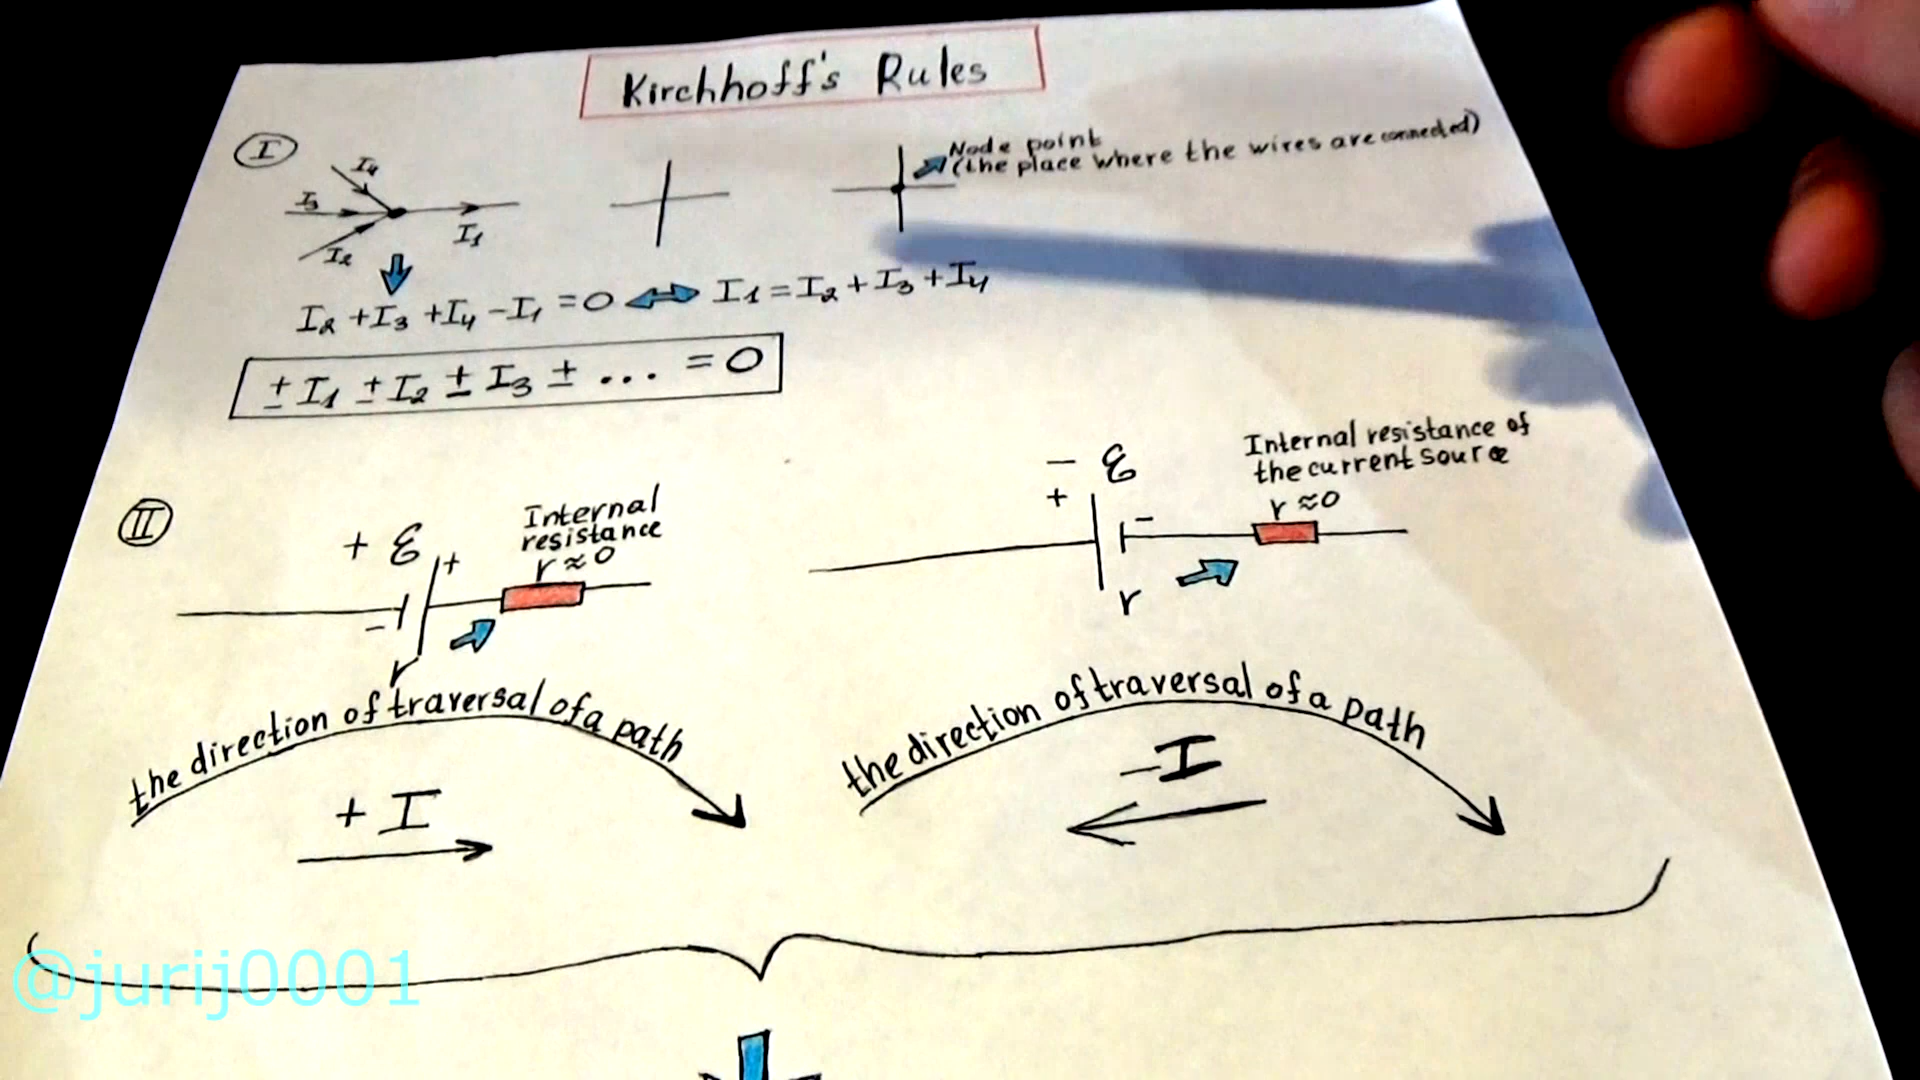 Kirchhoff's Rules
I
I4
I3
I2
I1
Node point
(the place where the wires are connected)
I2 + I3 + I4 - I1 = 0
I1 = I2 + I3 + I4
± I1 ± I2 ± I3 ± ... = 0
II
+ ℰ
+
-
r
Internal
resistance
r ≈ 0
- ℰ
+
-
r
Internal resistance of
the current source
r ≈ 0
the direction of traversal of a path
+ I
the direction of traversal of a path
- I
@jurij0001